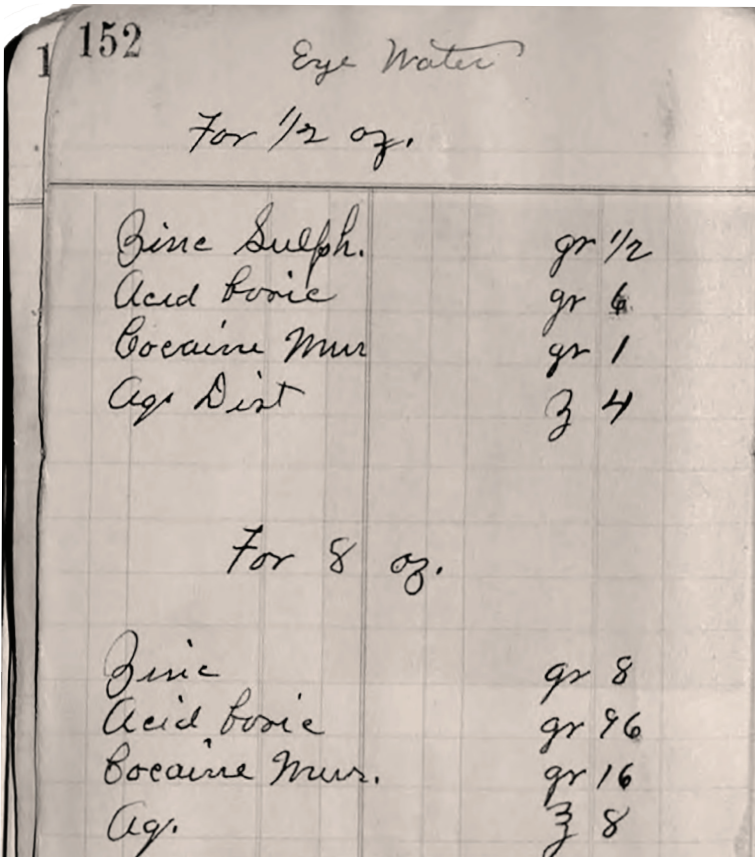 152
1
Eye Water
For 1/2 oz.
Zinc Sulph. gr 1/2
Acid boric gr 6
Cocaine Mur gr 1
Aq. Dist ʒ 4
For 8 oz.
Zinc gr 8
Acid boric gr 96
Cocaine Mur. gr 16
Aq. ℥ 8